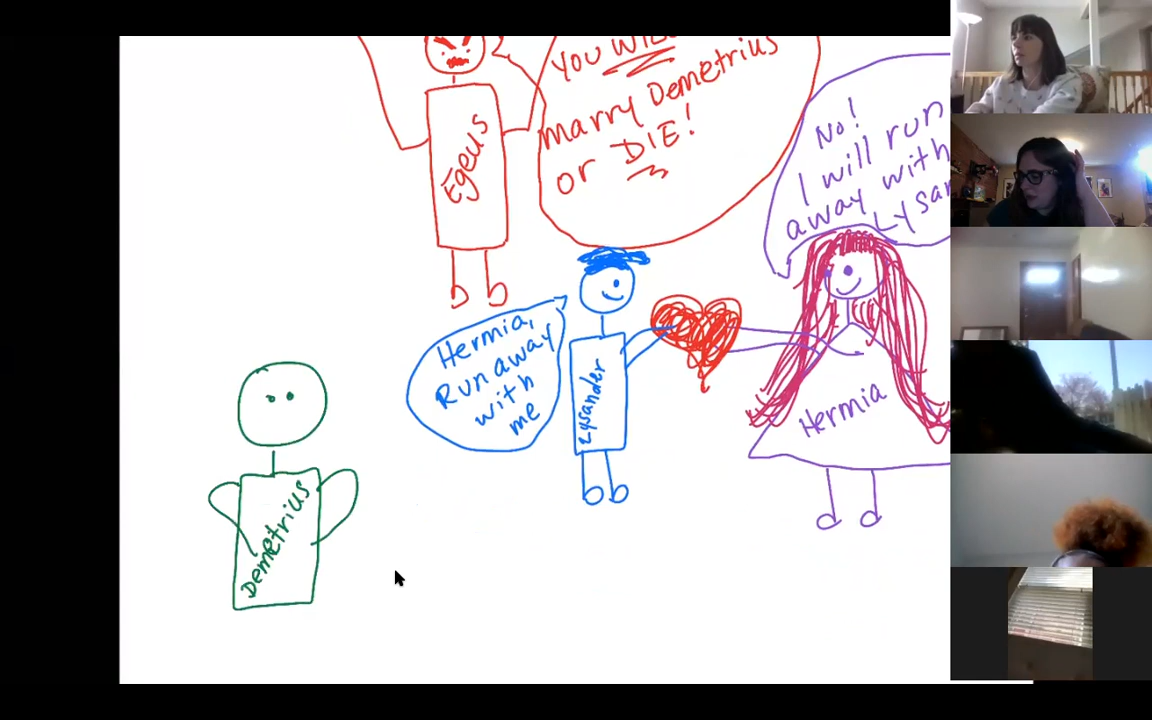 YOU WILL
marry Demetrius
or DIE!
Egeus
No!
I will run
away with
Hermia,
Run away
with
me
Lysander
Hermia
Demetrius